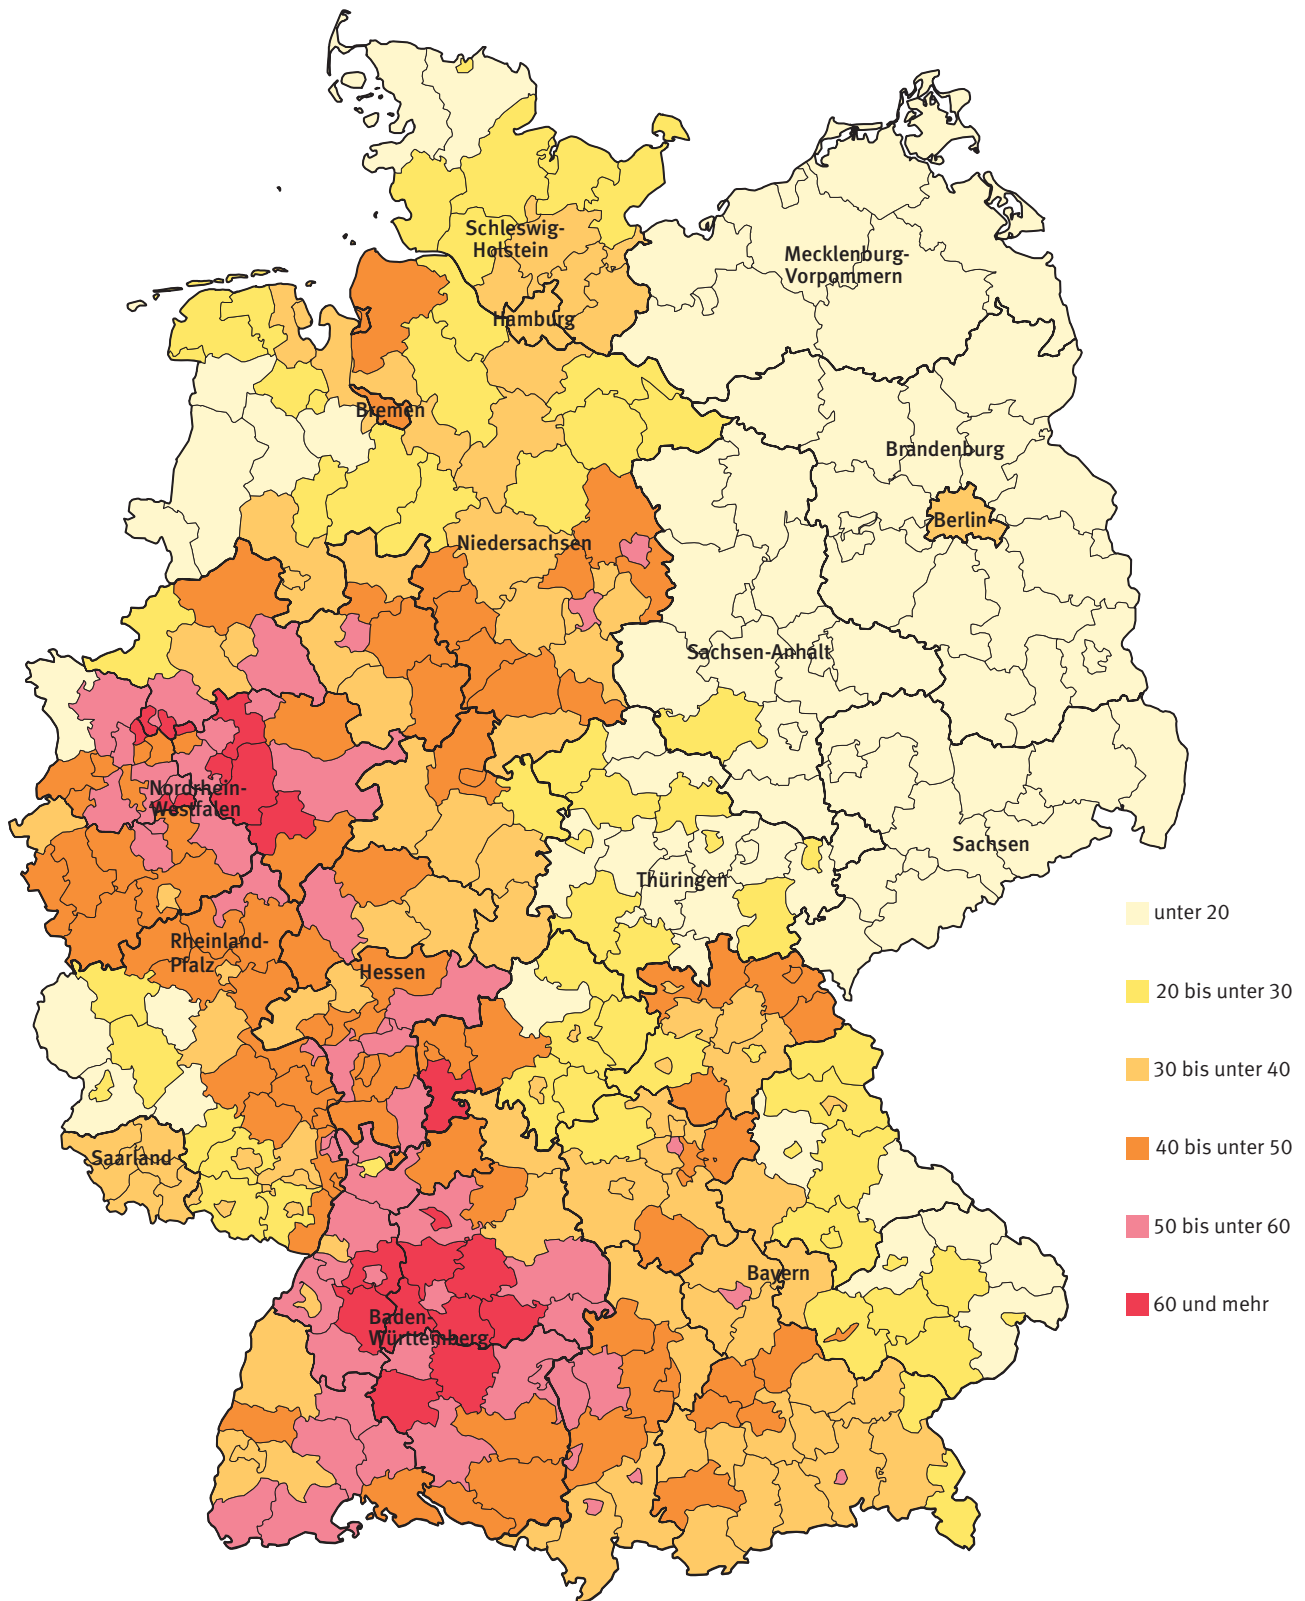 Schleswig-
Holstein
Mecklenburg-
Vorpommern
Hamburg
Bremen
Brandenburg
Berlin
Niedersachsen
Sachsen-Anhalt
Nordrhein-
Westfalen
Sachsen
Thüringen
Rheinland-
Pfalz
Hessen
Saarland
Bayern
Baden-
Württemberg
unter 20
20 bis unter 30
30 bis unter 40
40 bis unter 50
50 bis unter 60
60 und mehr